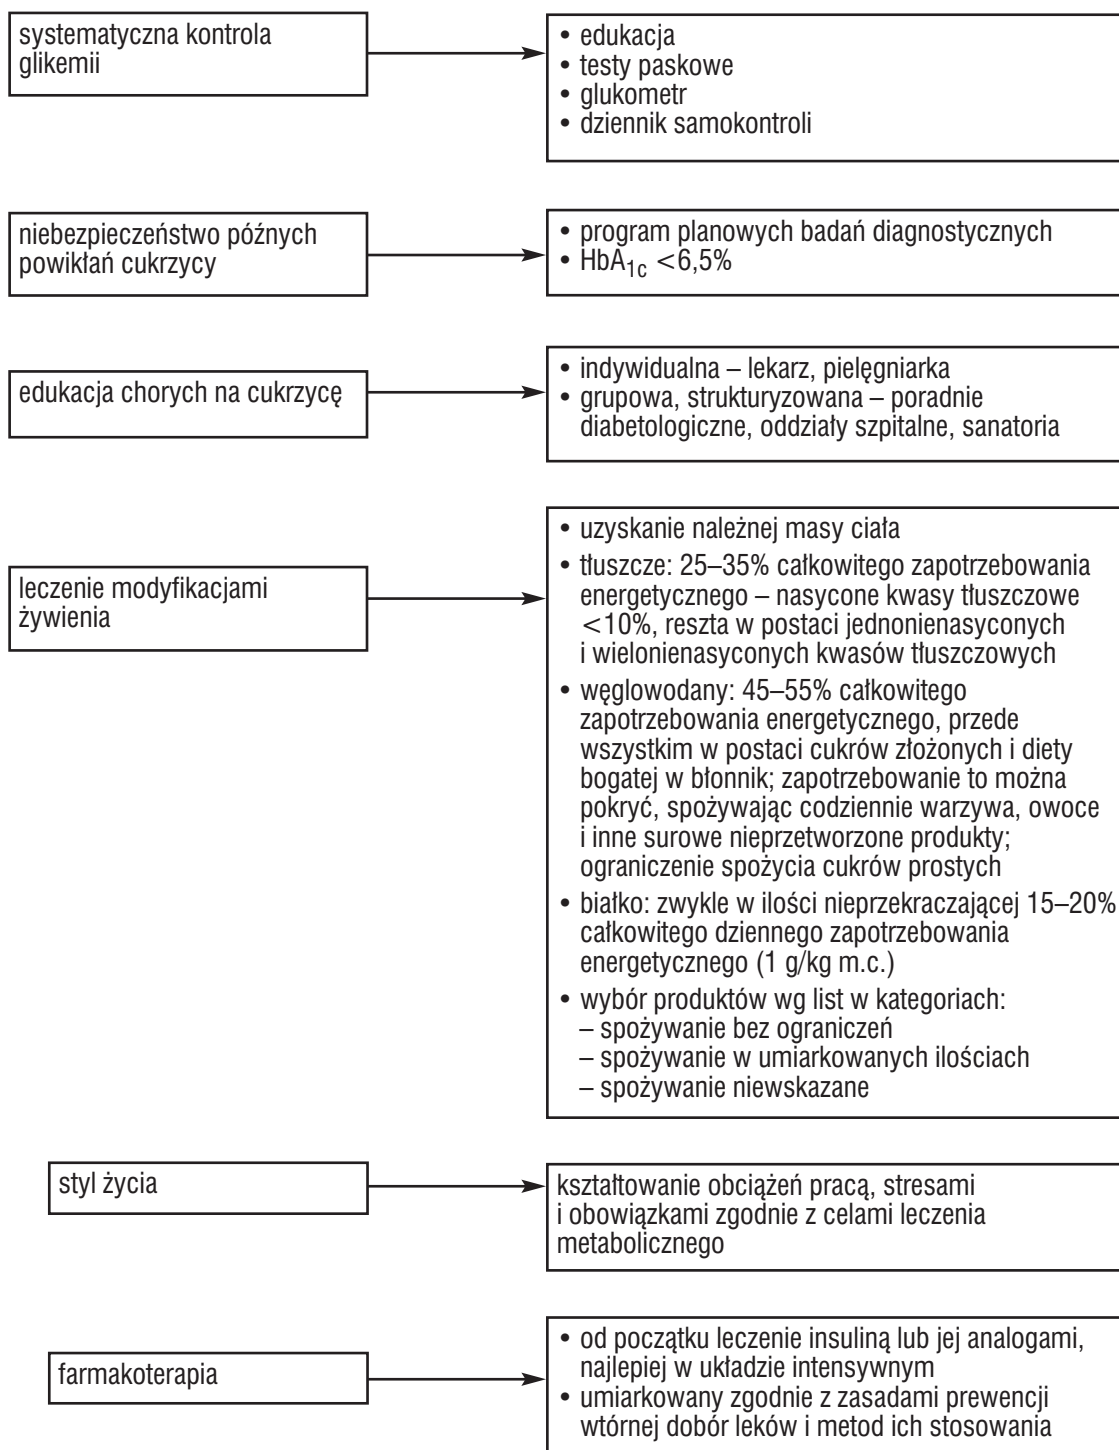 systematyczna kontrola
glikemii
• edukacja
• testy paskowe
• glukometr
• dziennik samokontroli
niebezpieczeństwo późnych
powikłań cukrzycy
• program planowych badań diagnostycznych
• HbA1c <6,5%
edukacja chorych na cukrzycę
• indywidualna – lekarz, pielęgniarka
• grupowa, strukturyzowana – poradnie
diabetologiczne, oddziały szpitalne, sanatoria
leczenie modyfikacjami
żywienia
• uzyskanie należnej masy ciała
• tłuszcze: 25–35% całkowitego zapotrzebowania
energetycznego – nasycone kwasy tłuszczowe
<10%, reszta w postaci jednonienasyconych
i wielonienasyconych kwasów tłuszczowych
• węglowodany: 45–55% całkowitego
zapotrzebowania energetycznego, przede
wszystkim w postaci cukrów złożonych i diety
bogatej w błonnik; zapotrzebowanie to można
pokryć, spożywając codziennie warzywa, owoce
i inne surowe nieprzetworzone produkty;
ograniczenie spożycia cukrów prostych
• białko: zwykle w ilości nieprzekraczającej 15–20%
całkowitego dziennego zapotrzebowania
energetycznego (1 g/kg m.c.)
• wybór produktów wg list w kategoriach:
– spożywanie bez ograniczeń
– spożywanie w umiarkowanych ilościach
– spożywanie niewskazane
styl życia
kształtowanie obciążeń pracą, stresami
i obowiązkami zgodnie z celami leczenia
metabolicznego
farmakoterapia
• od początku leczenie insuliną lub jej analogami,
najlepiej w układzie intensywnym
• umiarkowany zgodnie z zasadami prewencji
wtórnej dobór leków i metod ich stosowania